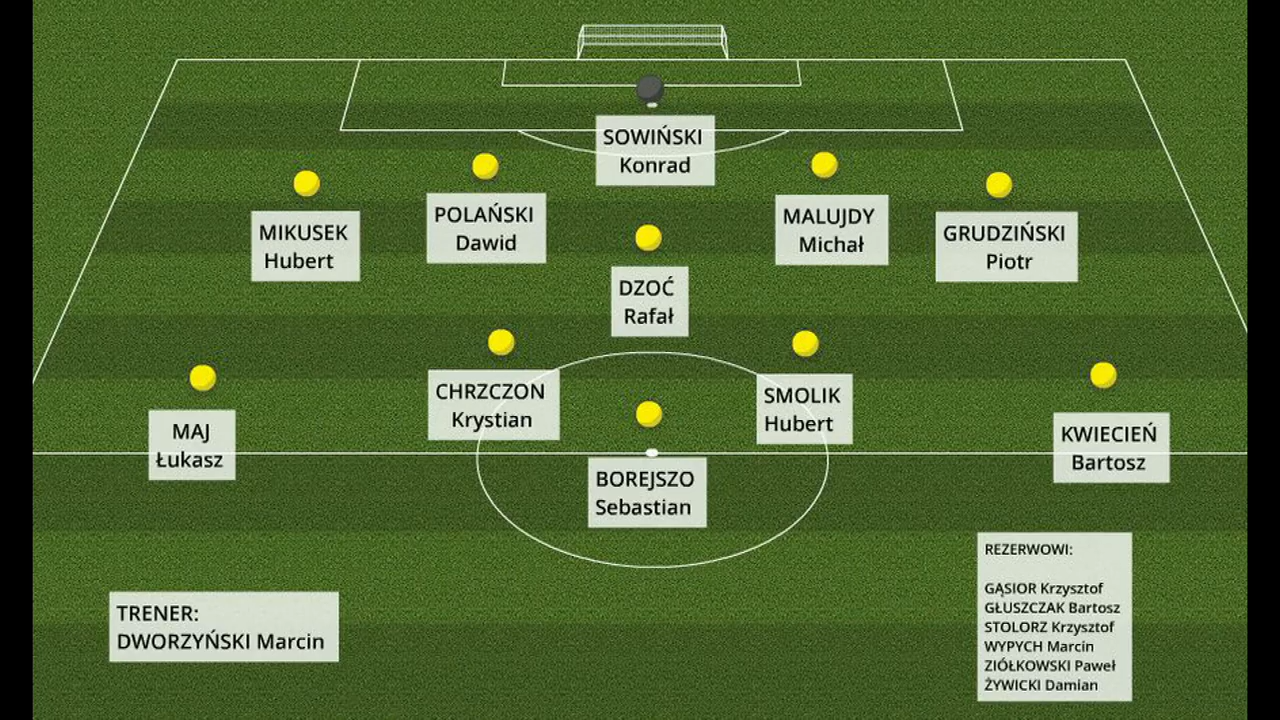 SOWIŃSKI
Konrad
MIKUSEK
Hubert
POLAŃSKI
Dawid
MALUJDY
Michał
GRUDZIŃSKI
Piotr
DZOĆ
Rafał
MAJ
Łukasz
CHRZCZON
Krystian
SMOLIK
Hubert
KWIECIEŃ
Bartosz
BOREJSZO
Sebastian
TRENER:
DWORZYŃSKI Marcin
REZERWOWI:
GĄSIOR Krzysztof
GŁUSZCZAK Bartosz
STOLORZ Krzysztof
WYPYCH Marcin
ZIÓŁKOWSKI Paweł
ŻYWICKI Damian